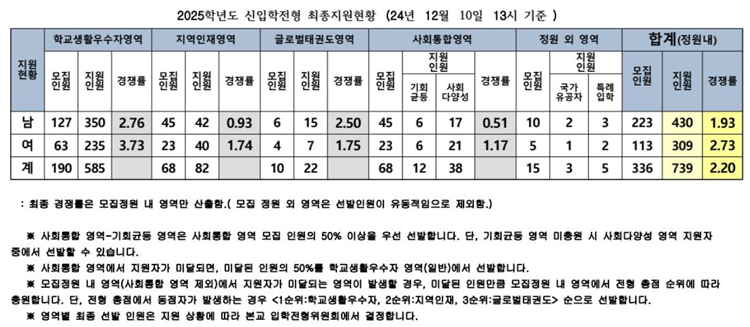 2025학년도 신입학전형 최종지원현황 (24년 12월 10일 13시 기준 )
지원현황 학교생활우수자영역 지역인재영역 글로벌태권도영역 사회통합영역 정원 외 영역 합계(정원내)
모집인원 지원인원 경쟁률 모집인원 지원인원 경쟁률 모집인원 지원인원 경쟁률 모집인원 지원인원 경쟁률 모집인원 지원인원 모집인원 지원인원 경쟁률
기회균등 사회다양성 국가유공자 특례입학
남 127 350 2.76 45 42 0.93 6 15 2.50 45 6 17 0.51 10 2 3 223 430 1.93
여 63 235 3.73 23 40 1.74 4 7 1.75 23 6 21 1.17 5 1 2 113 309 2.73
계 190 585 68 82 10 22 68 12 38 15 3 5 336 739 2.20
: 최종 경쟁률은 모집정원 내 영역만 산출함.( 모집 정원 외 영역은 선발인원이 유동적임으로 제외함.)
※ 사회통합 영역-기회균등 영역은 사회통합 영역 모집 인원의 50% 이상을 우선 선발합니다. 단, 기회균등 영역 미충원 시 사회다양성 영역 지원자
중에서 선발할 수 있습니다.
※ 사회통합 영역에서 지원자가 미달되면, 미달된 인원의 50%를 학교생활우수자 영역(일반)에서 선발합니다.
※ 모집정원 내 영역(사회통합 영역 제외)에서 지원자가 미달되는 영역이 발생할 경우, 미달된 인원만큼 모집정원 내 영역에서 전형 총점 순위에 따라
충원합니다. 단, 전형 총점에서 동점자가 발생하는 경우 <1순위:학교생활우수자, 2순위:지역인재, 3순위:글로벌태권도> 순으로 선발합니다.
※ 영역별 최종 선발 인원은 지원 상황에 따라 본교 입학전형위원회에서 결정합니다.